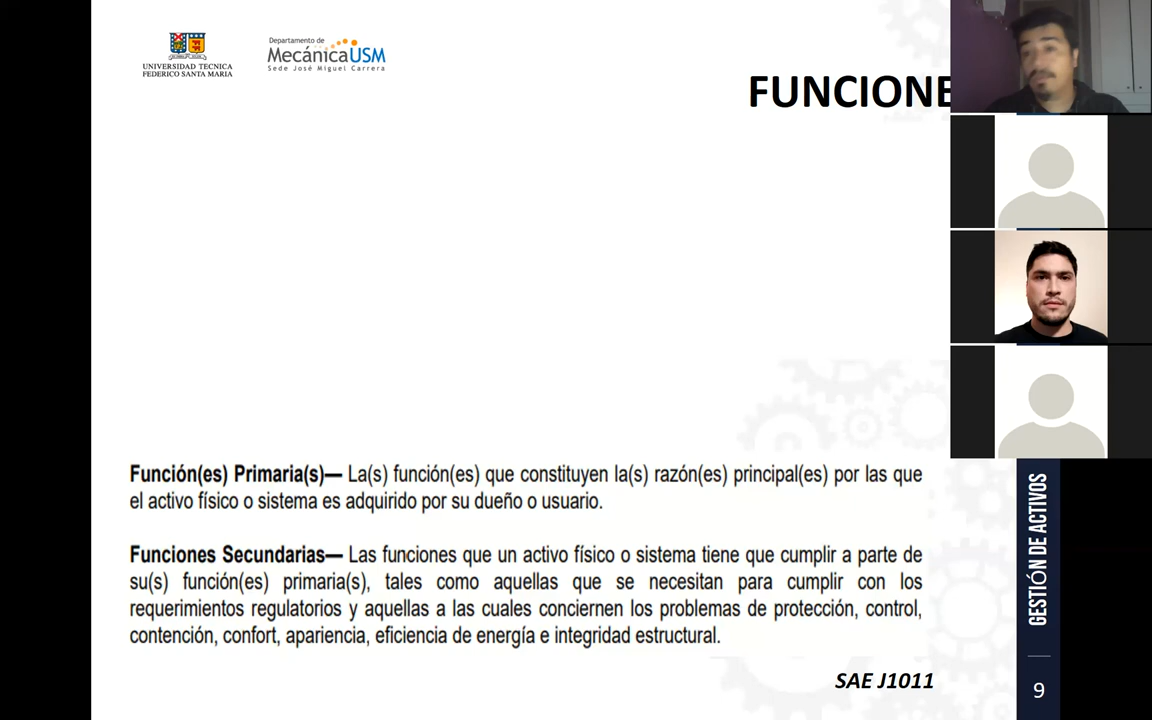 UNIVERSIDAD TECNICA
FEDERICO SANTA MARIA
Departamento de
MecánicaUSM
Sede José Miguel Carrera
FUNCIONE
Función(es) Primaria(s)— La(s) función(es) que constituyen la(s) razón(es) principal(es) por las que
el activo físico o sistema es adquirido por su dueño o usuario.
Funciones Secundarias— Las funciones que un activo físico o sistema tiene que cumplir a parte de
su(s) función(es) primaria(s), tales como aquellas que se necesitan para cumplir con los
requerimientos regulatorios y aquellas a las cuales conciernen los problemas de protección, control,
contención, confort, apariencia, eficiencia de energía e integridad estructural.
SAE J1011
GESTIÓN DE ACTIVOS
9